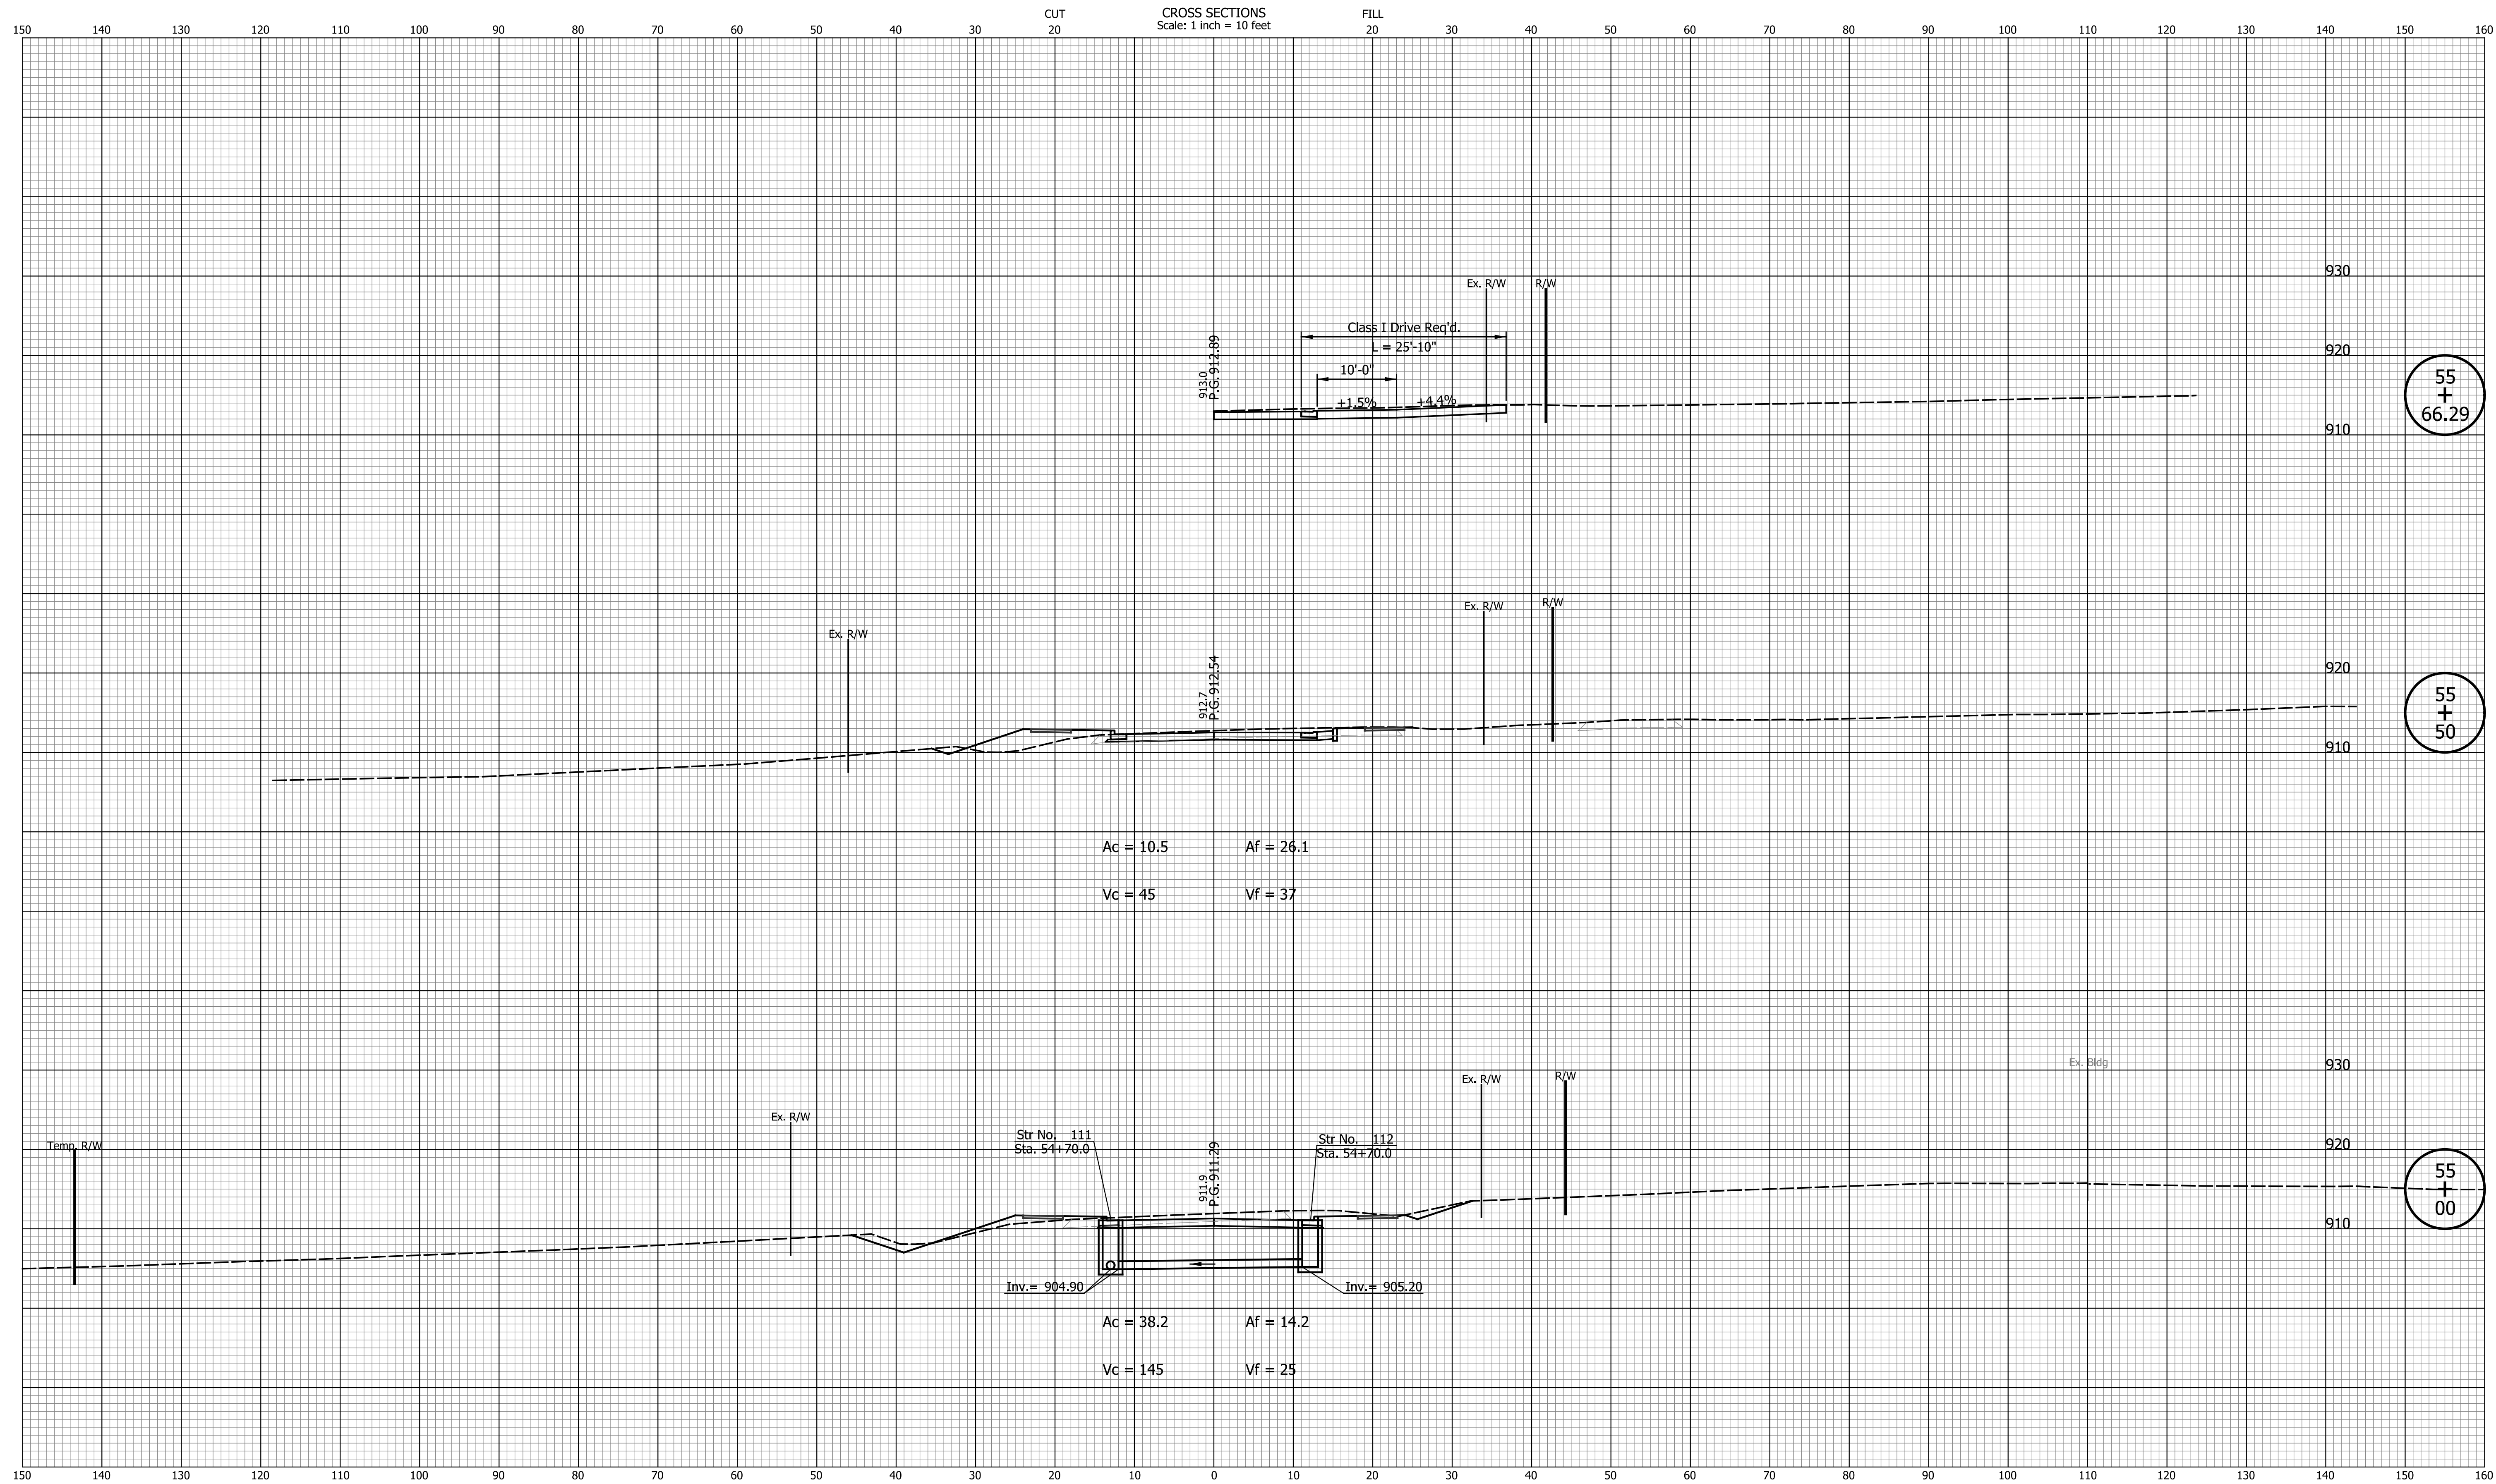 CUT CROSS SECTIONS FILL
Scale: 1 inch = 10 feet
150 140 130 120 110 100 90 80 70 60 50 40 30 20 20 30 40 50 60 70 80 90 100 110 120 130 140 150 160
930
Ex. R/W R/W
Class I Drive Req'd.
L = 25'-10"
920
913.0
P.G. 912.89
10'-0"
+1.5% +4.4%
55
66.29
910
Ex. R/W
Ex. R/W R/W
920
912.7
P.G. 912.54
55
50
910
Ac = 10.5 Af = 26.1
Vc = 45 Vf = 37
Ex. Bldg
930
Ex. R/W R/W
Ex. R/W
Temp. R/W
Str No. 111
Sta. 54+70.0
Str No. 112
Sta. 54+70.0
920
911.9
P.G. 911.29
55
00
910
Inv.= 904.90 Inv.= 905.20
Ac = 38.2 Af = 14.2
Vc = 145 Vf = 25
150 140 130 120 110 100 90 80 70 60 50 40 30 20 10 0 10 20 30 40 50 60 70 80 90 100 110 120 130 140 150 160